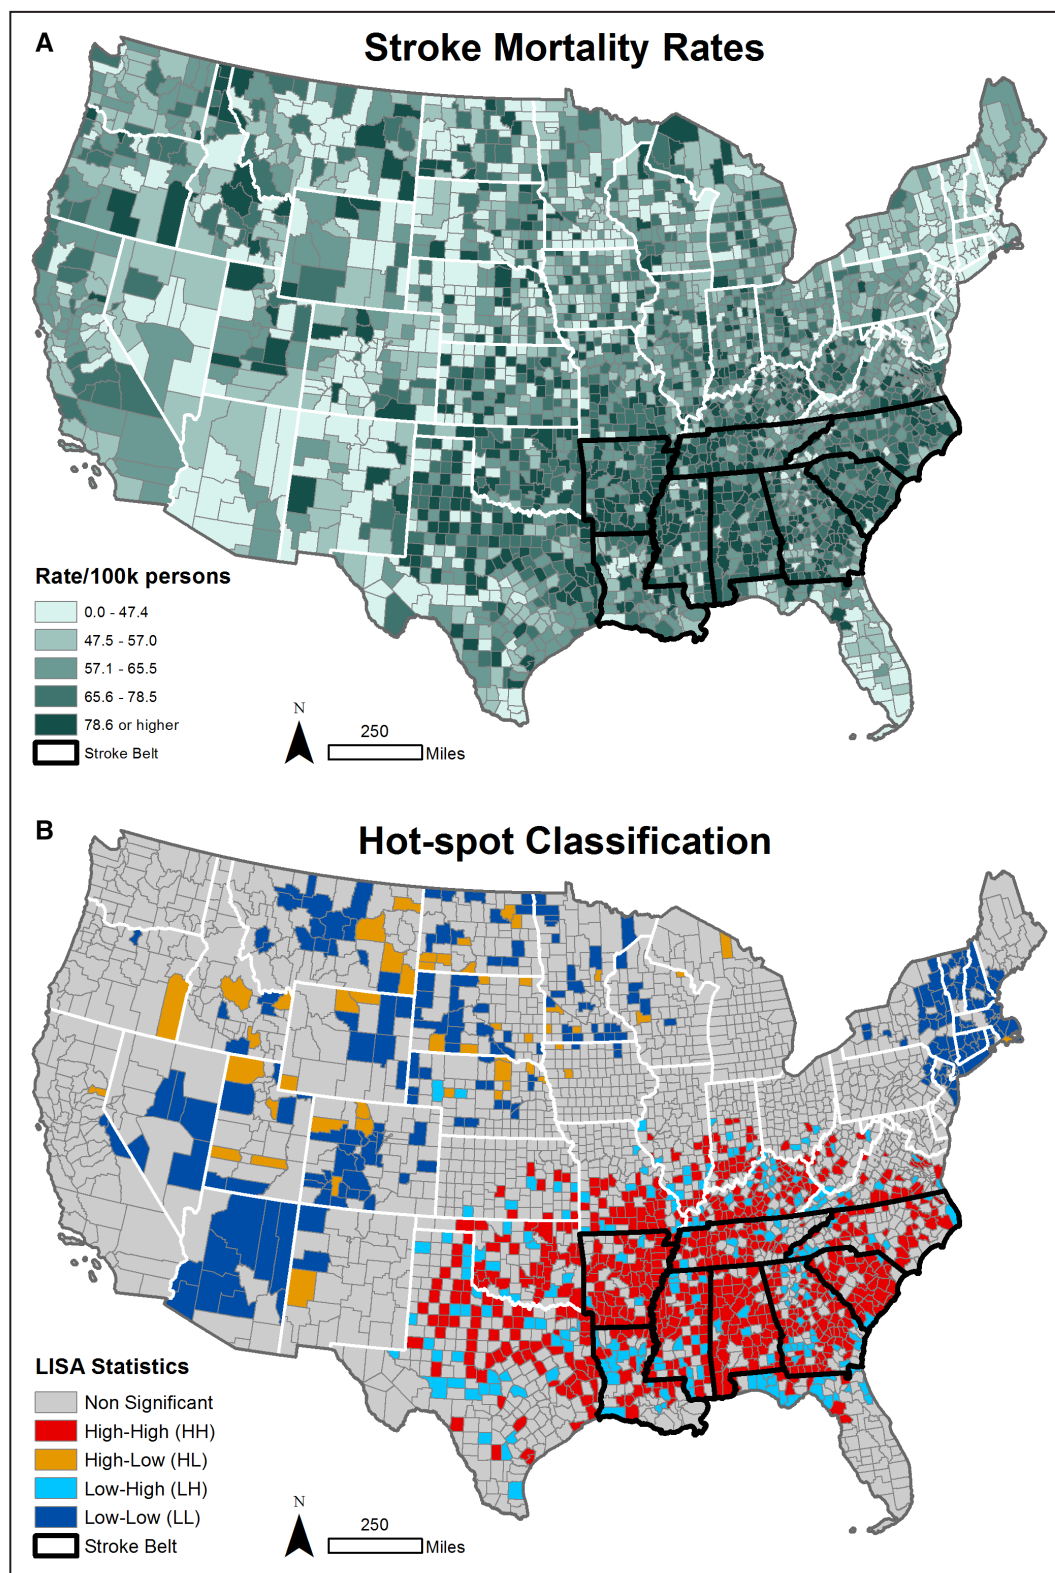 A
Stroke Mortality Rates
Rate/100k persons
0.0 - 47.4
47.5 - 57.0
57.1 - 65.5
65.6 - 78.5
78.6 or higher
Stroke Belt
N
250
Miles
B
Hot-spot Classification
LISA Statistics
Non Significant
High-High (HH)
High-Low (HL)
Low-High (LH)
Low-Low (LL)
Stroke Belt
N
250
Miles